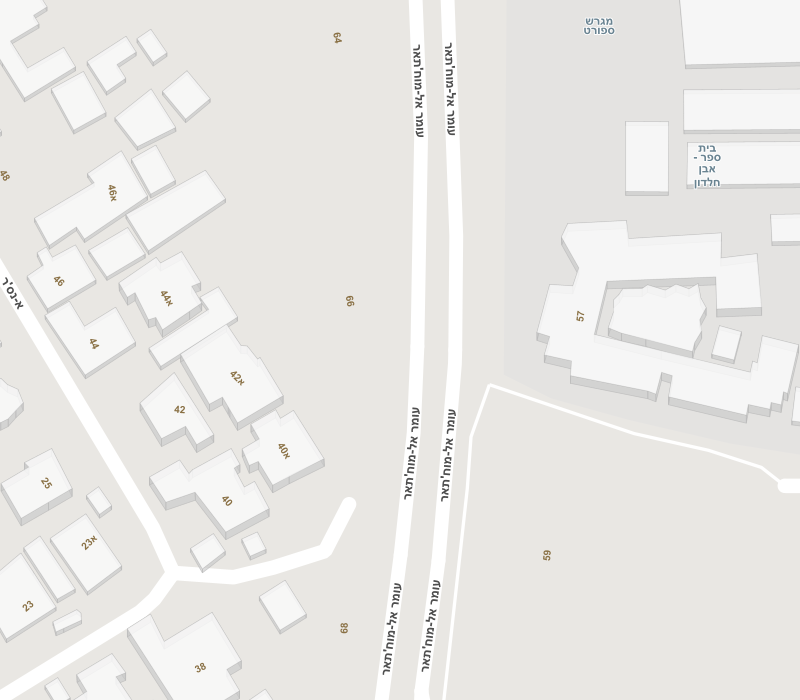 64
מגרש
ספורט
עומר אל-מוח'תאר
עומר אל-מוח'תאר
בית
ספר -
אבן
חלדון
48
46א
46
44א
א-נסי'ר
66
57
44
42א
42
עומר אל-מוח'תאר
עומר אל-מוח'תאר
40א
25
40
23א
59
23
עומר אל-מוח'תאר
עומר אל-מוח'תאר
68
38